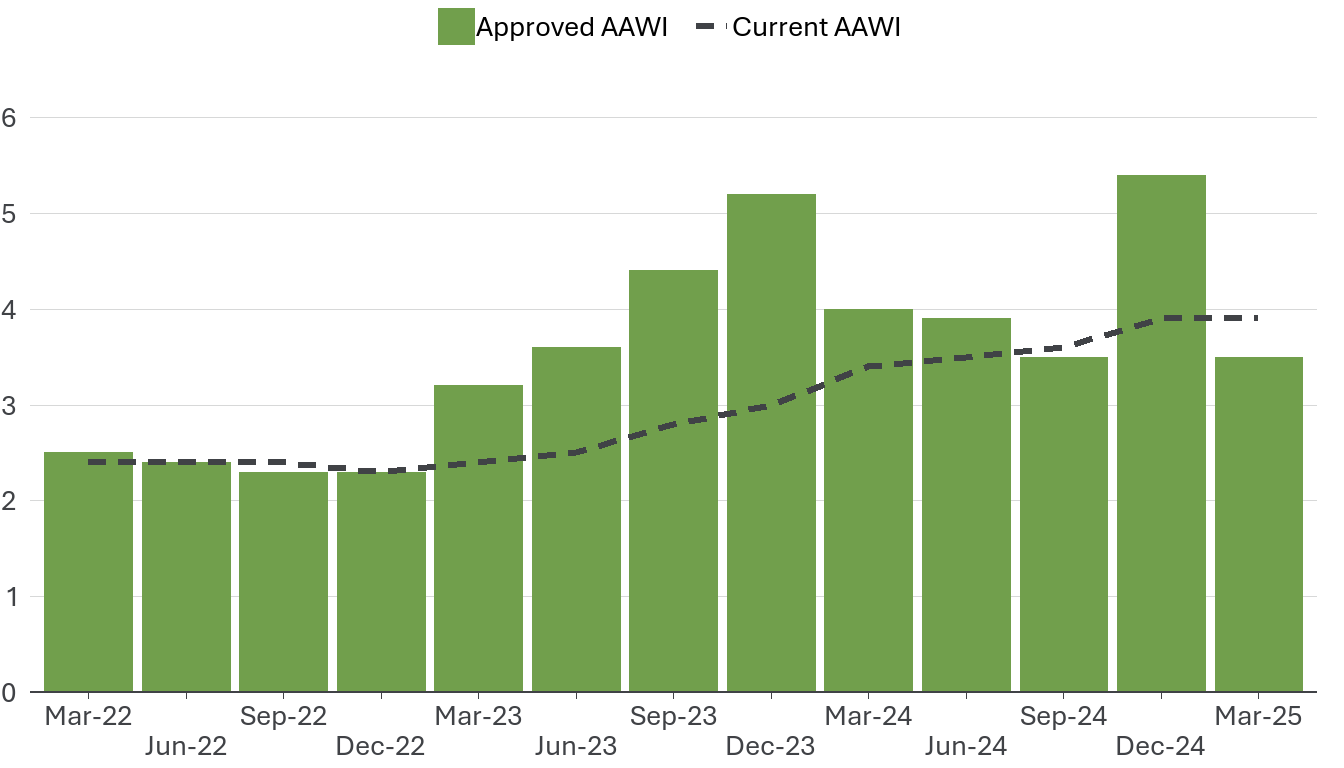 Approved AAWI Current AAWI
6
5
4
3
2
1
0
Mar-22 Sep-22 Mar-23 Sep-23 Mar-24 Sep-24 Mar-25
Jun-22 Dec-22 Jun-23 Dec-23 Jun-24 Dec-24